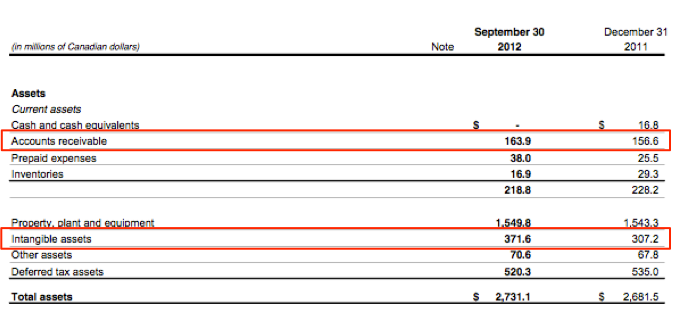 September 30 December 31
(in millions of Canadian dollars) Note 2012 2011
Assets
Current assets
Cash and cash equivalents $ - $ 16.8
Accounts receivable 163.9 156.6
Prepaid expenses 38.0 25.5
Inventories 16.9 29.3
218.8 228.2
Property, plant and equipment 1,549.8 1,543.3
Intangible assets 371.6 307.2
Other assets 70.6 67.8
Deferred tax assets 520.3 535.0
Total assets $ 2,731.1 $ 2,681.5